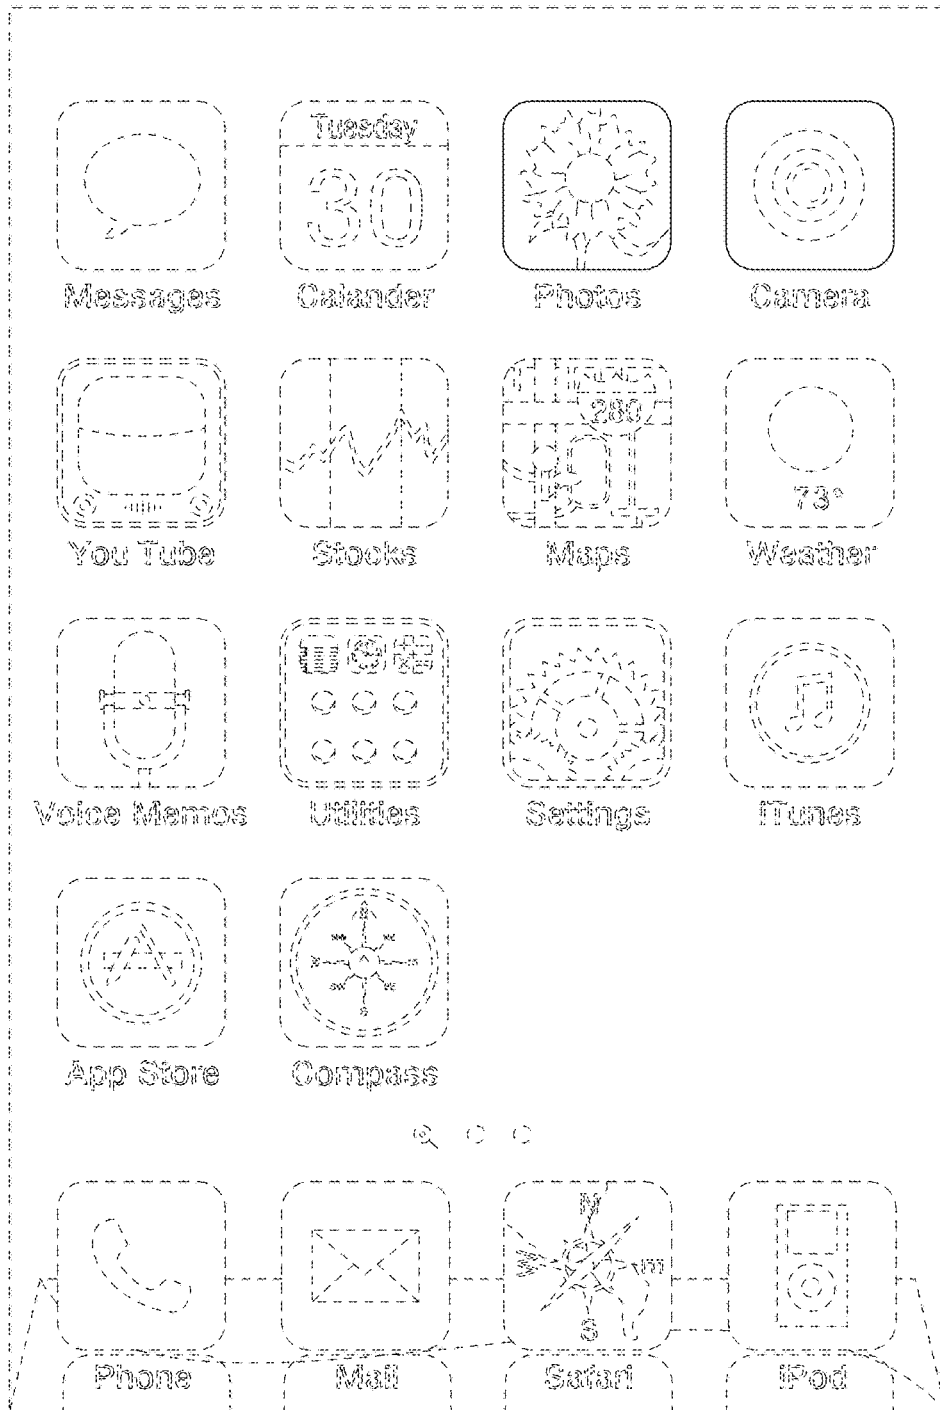 Tuesday
30
Messages Calander Photos Camera
280
73°
You Tube Stocks Maps Weather
Voice Memos Utilities Settings iTunes
App Store Compass
N
W
S
Phone Mail Safari iPod